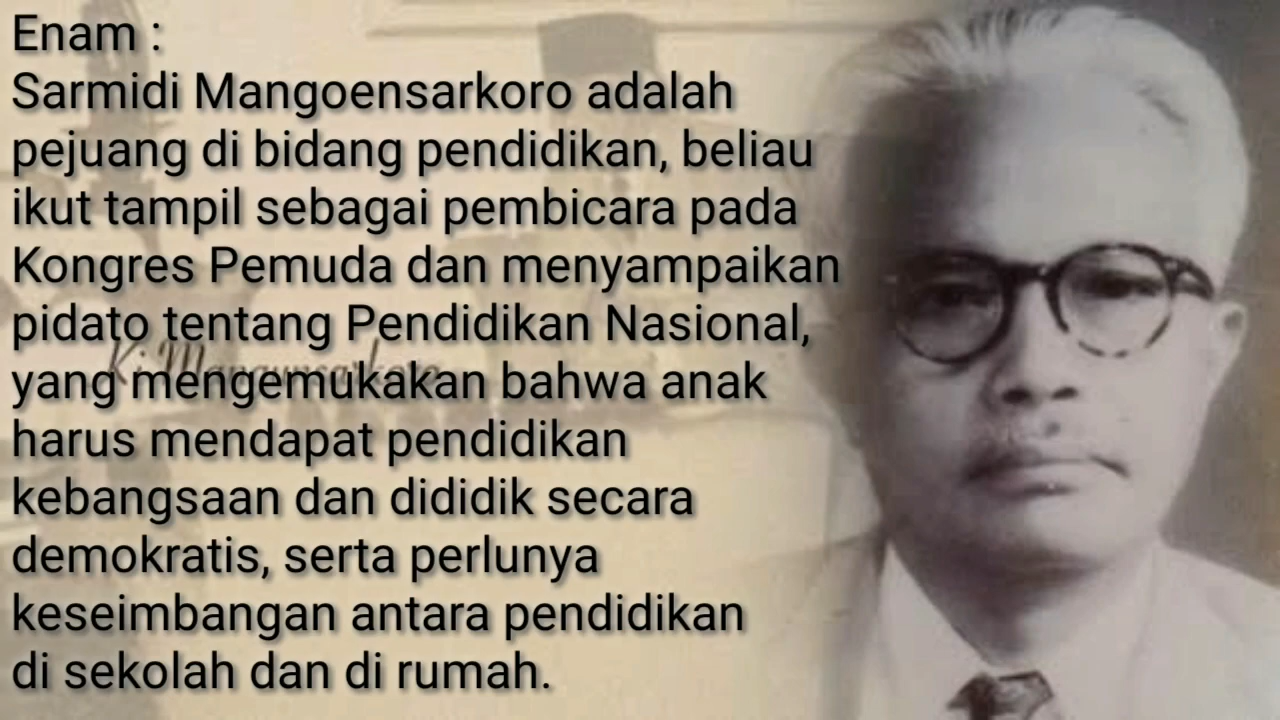 Enam :
Sarmidi Mangoensarkoro adalah
pejuang di bidang pendidikan, beliau
ikut tampil sebagai pembicara pada
Kongres Pemuda dan menyampaikan
pidato tentang Pendidikan Nasional,
Ki Mangunsarkoro
yang mengemukakan bahwa anak
harus mendapat pendidikan
kebangsaan dan dididik secara
demokratis, serta perlunya
keseimbangan antara pendidikan
di sekolah dan di rumah.